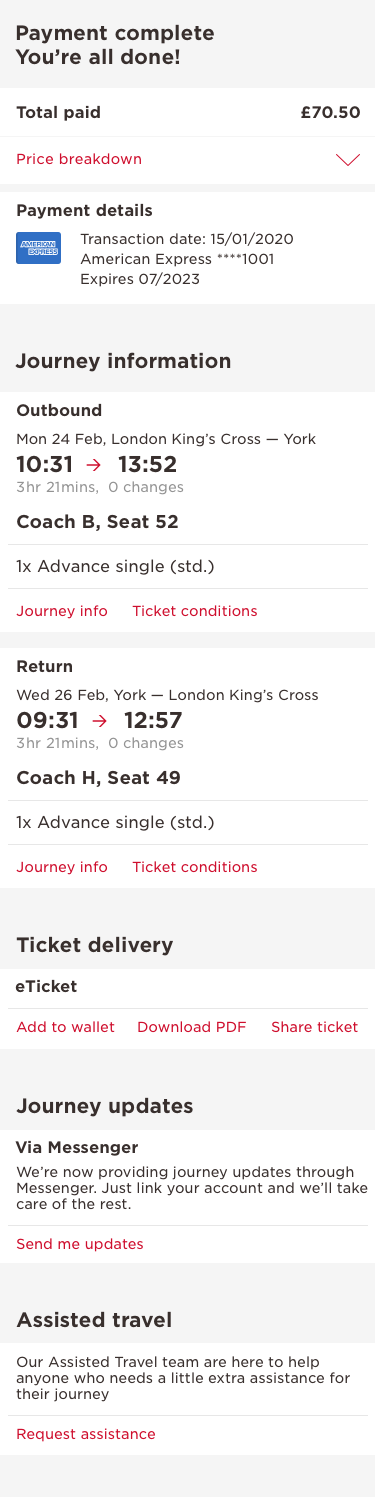 Payment complete
You’re all done!
Total paid £70.50
Price breakdown
Payment details
AMERICAN EXPRESS
Transaction date: 15/01/2020
American Express ****1001
Expires 07/2023
Journey information
Outbound
Mon 24 Feb, London King’s Cross — York
10:31 → 13:52
3hr 21mins, 0 changes
Coach B, Seat 52
1x Advance single (std.)
Journey info Ticket conditions
Return
Wed 26 Feb, York — London King’s Cross
09:31 → 12:57
3hr 21mins, 0 changes
Coach H, Seat 49
1x Advance single (std.)
Journey info Ticket conditions
Ticket delivery
eTicket
Add to wallet Download PDF Share ticket
Journey updates
Via Messenger
We’re now providing journey updates through
Messenger. Just link your account and we’ll take
care of the rest.
Send me updates
Assisted travel
Our Assisted Travel team are here to help
anyone who needs a little extra assistance for
their journey
Request assistance